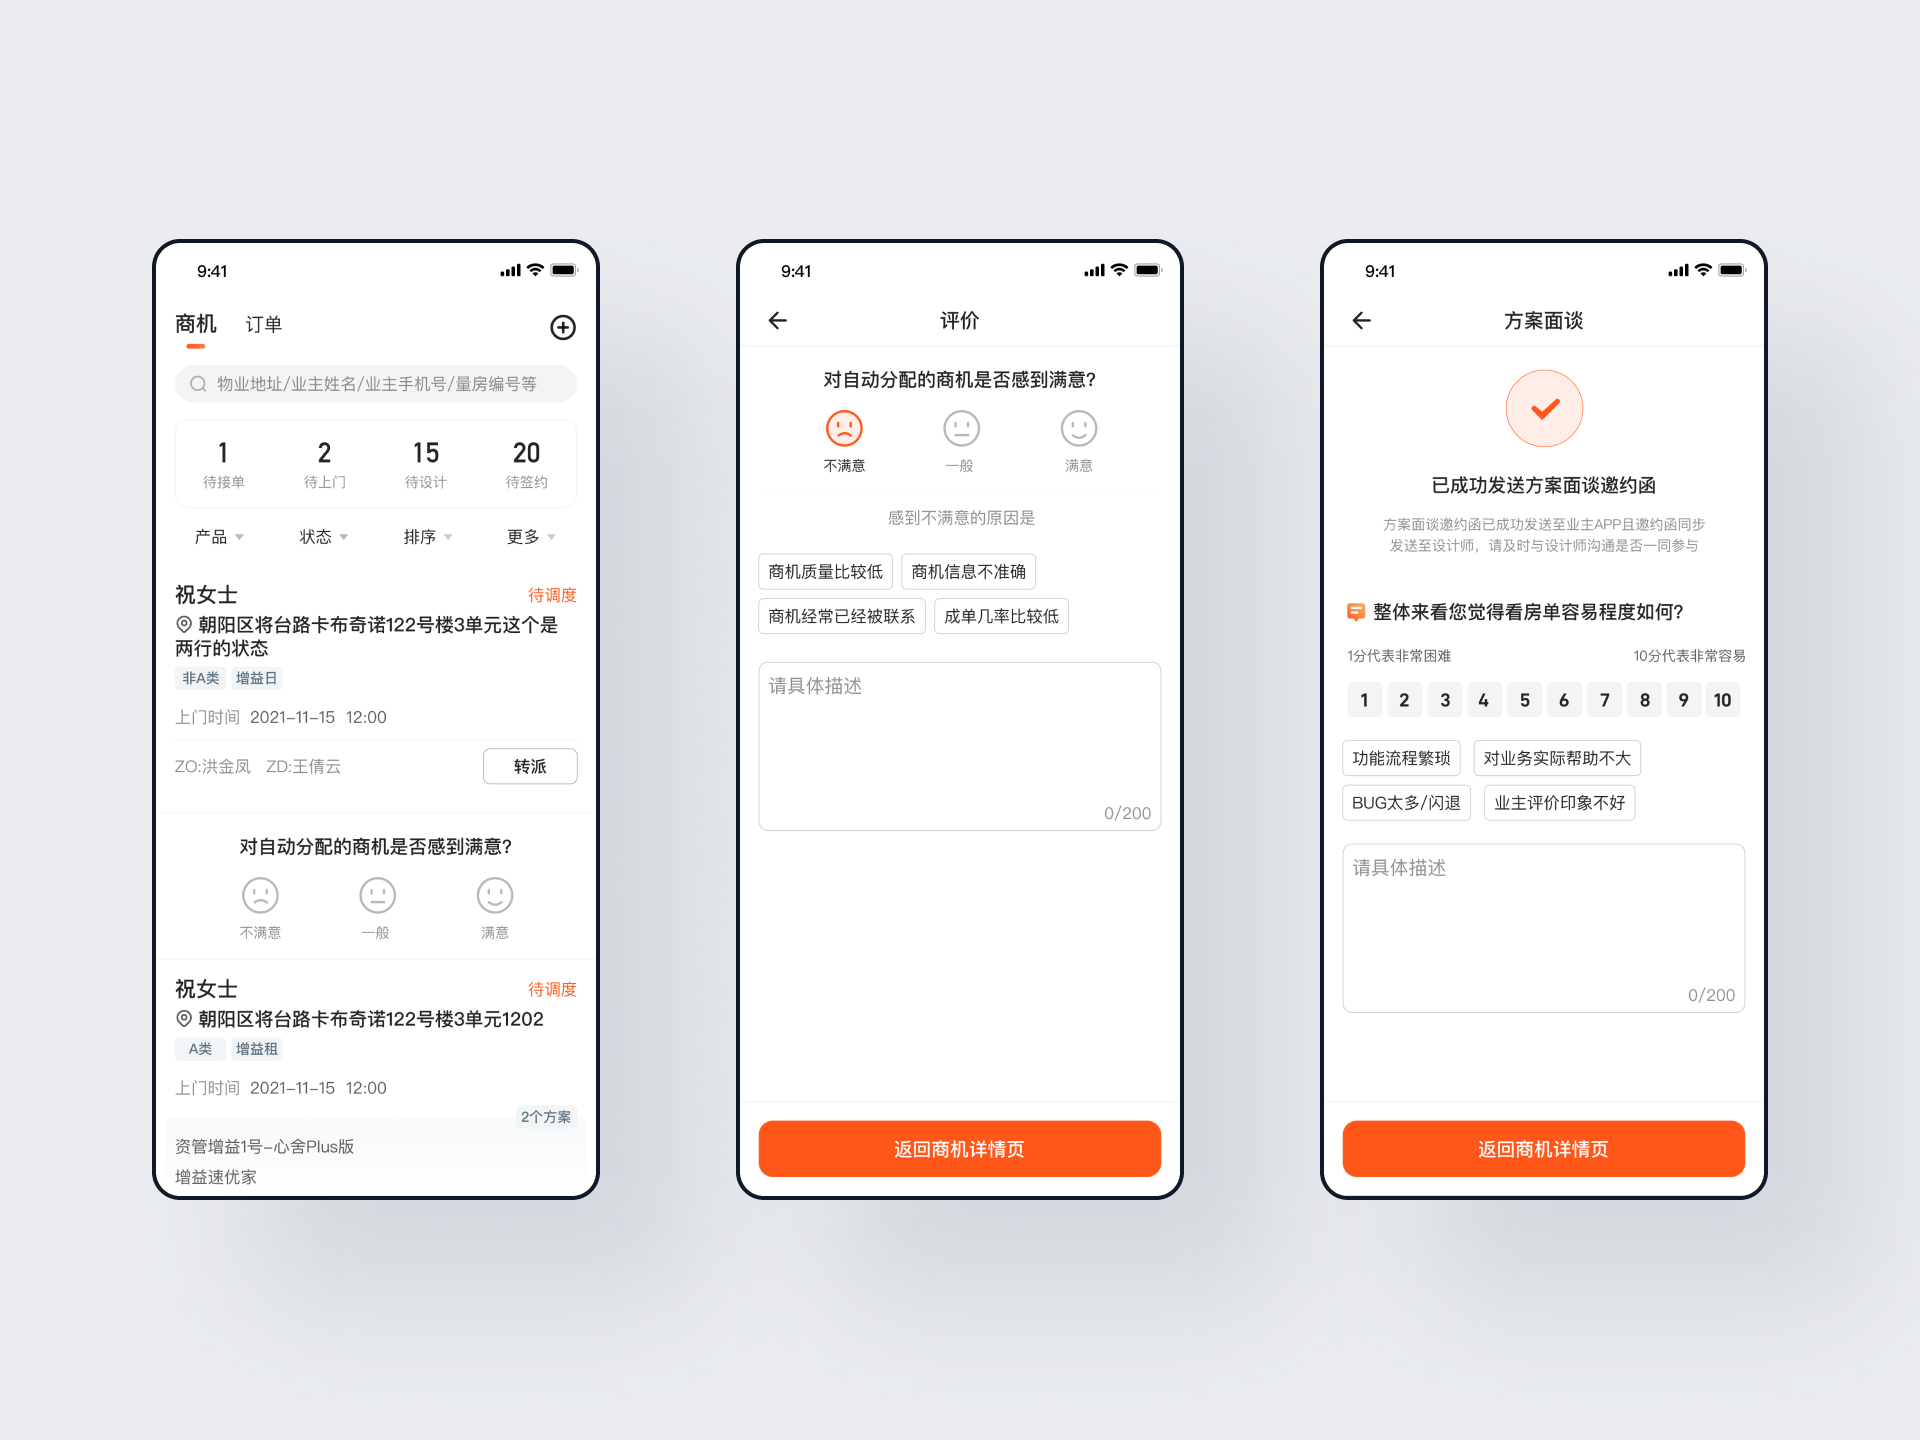 9:41
商机 订单
物业地址/业主姓名/业主手机号/量房编号等
1 2 15 20
待接单 待上门 待设计 待签约
产品 状态 排序 更多
祝女士 待调度
朝阳区将台路卡布奇诺122号楼3单元这个是
两行的状态
非A类 增益日
上门时间 2021-11-15 12:00
ZO:洪金凤 ZD:王倩云 转派
对自动分配的商机是否感到满意?
不满意 一般 满意
祝女士 待调度
朝阳区将台路卡布奇诺122号楼3单元1202
A类 增益租
上门时间 2021-11-15 12:00
2个方案
资管增益1号-心舍Plus版
增益速优家
9:41
评价
对自动分配的商机是否感到满意?
不满意 一般 满意
感到不满意的原因是
商机质量比较低 商机信息不准确
商机经常已经被联系 成单几率比较低
请具体描述
0/200
返回商机详情页
9:41
方案面谈
已成功发送方案面谈邀约函
方案面谈邀约函已成功发送至业主APP且邀约函同步
发送至设计师，请及时与设计师沟通是否一同参与
整体来看您觉得看房单容易程度如何?
1分代表非常困难 10分代表非常容易
1 2 3 4 5 6 7 8 9 10
功能流程繁琐 对业务实际帮助不大
BUG太多/闪退 业主评价印象不好
请具体描述
0/200
返回商机详情页